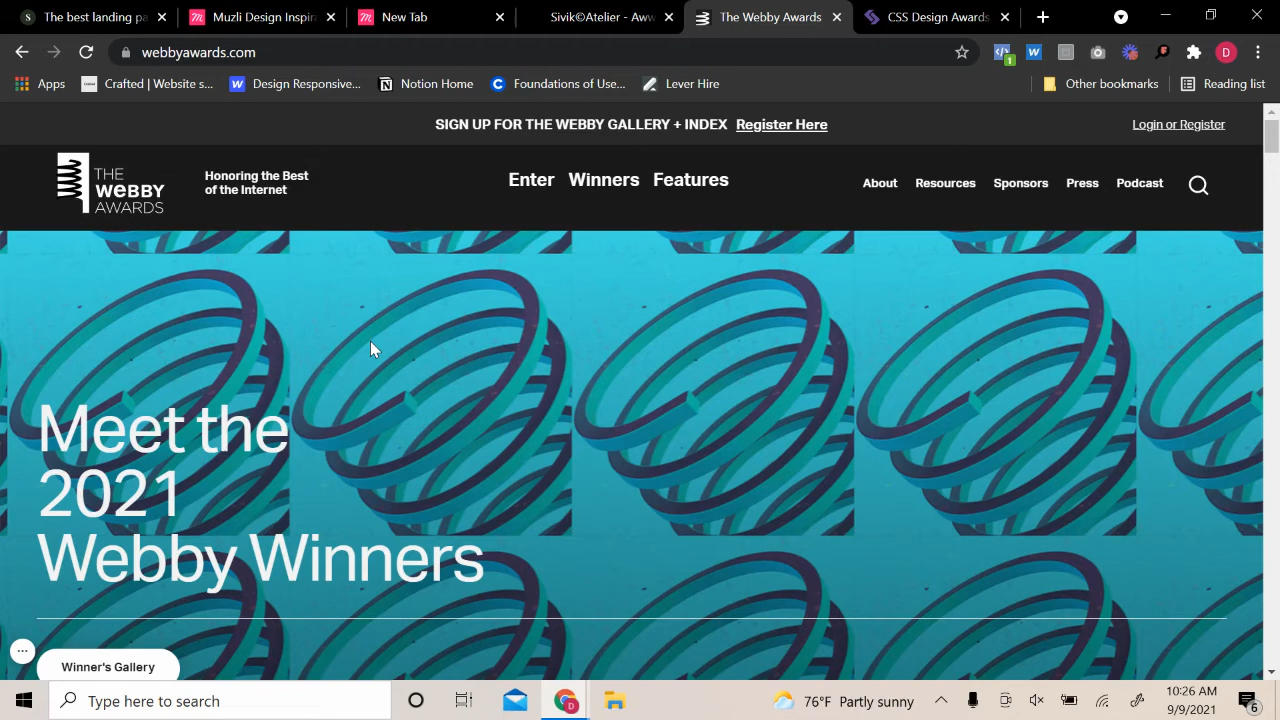 The best landing pa
Muzli Design Inspira
New Tab
Sivik©Atelier - Aww
The Webby Awards
CSS Design Awards
webbyawards.com
Apps
Crafted | Website s...
Design Responsive...
Notion Home
Foundations of Use...
Lever Hire
Other bookmarks
Reading list
SIGN UP FOR THE WEBBY GALLERY + INDEX Register Here
Login or Register
THE
WEBBY
AWARDS
Honoring the Best
of the Internet
Enter
Winners
Features
About
Resources
Sponsors
Press
Podcast
Meet the
2021
Webby Winners
Winner's Gallery
Type here to search
76°F Partly sunny
10:26 AM
9/9/2021
6